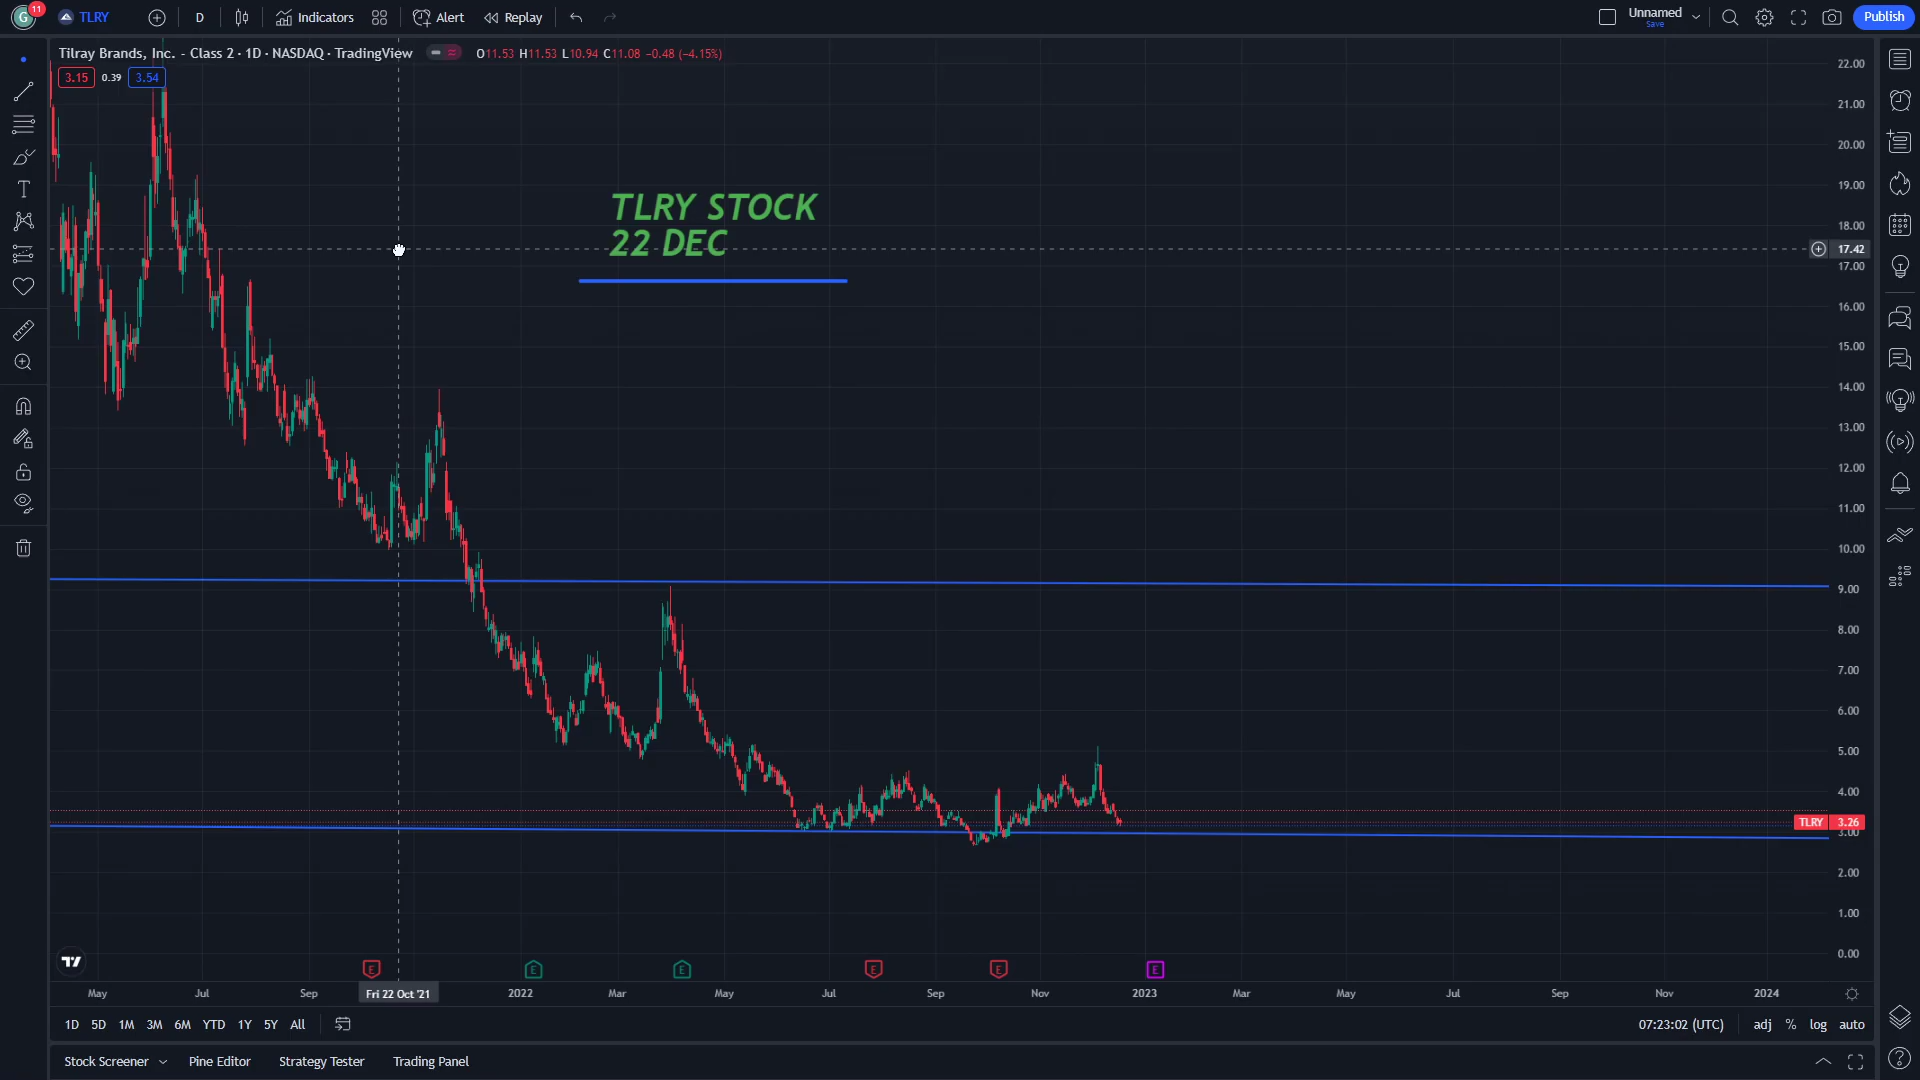 G
11
TLRY
D
Indicators
Alert
Replay
Unnamed
Save
Publish
Tilray Brands, Inc. - Class 2 · 1D · NASDAQ · TradingView
O11.53 H11.53 L10.94 C11.08 −0.48 (−4.15%)
3.15 0.39 3.54
TLRY STOCK
22 DEC
22.00
21.00
20.00
19.00
18.00
17.42
17.00
16.00
15.00
14.00
13.00
12.00
11.00
10.00
9.00
8.00
7.00
6.00
5.00
4.00
TLRY 3.26
3.00
2.00
1.00
0.00
E E E E E E
May Jul Sep Fri 22 Oct '21 2022 Mar May Jul Sep Nov 2023 Mar May Jul Sep Nov 2024
1D 5D 1M 3M 6M YTD 1Y 5Y All
07:23:02 (UTC) adj % log auto
Stock Screener Pine Editor Strategy Tester Trading Panel